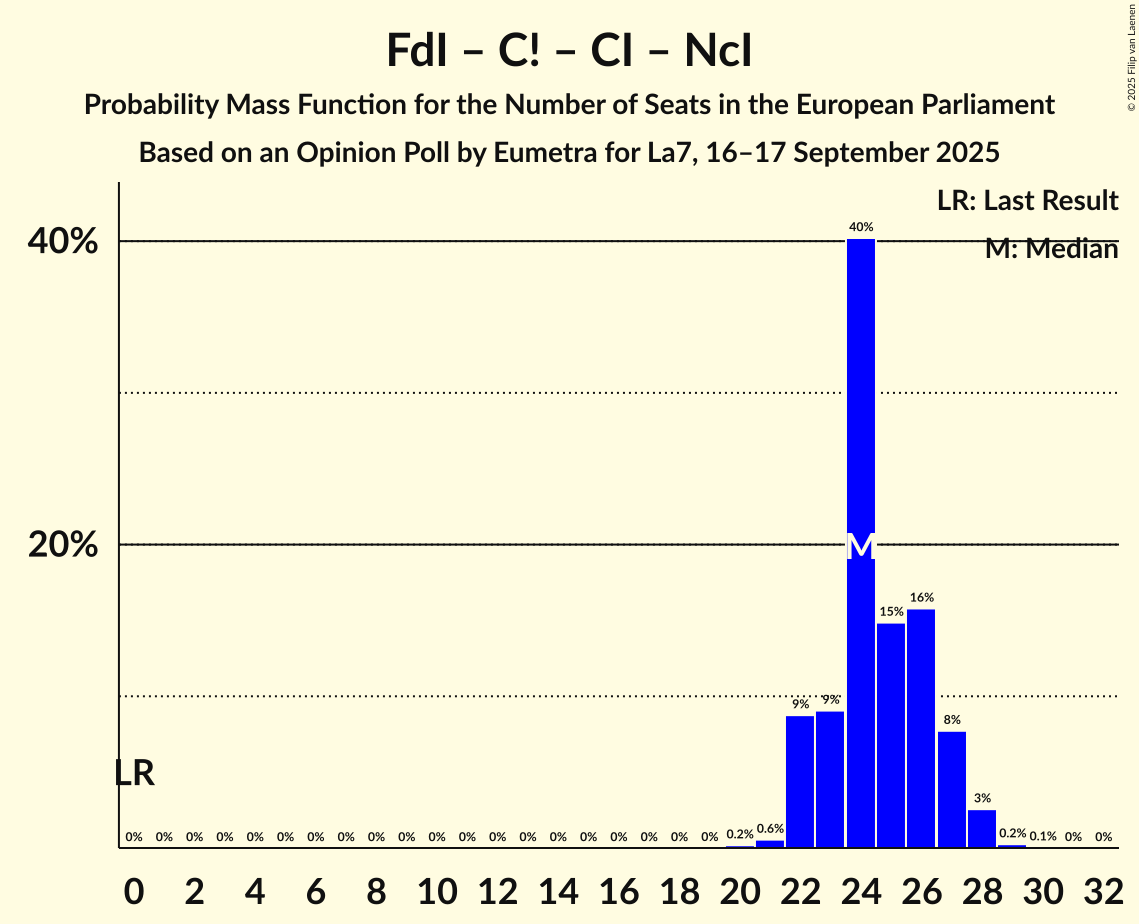 FdI – C! – CI – NcI
Probability Mass Function for the Number of Seats in the European Parliament
Based on an Opinion Poll by Eumetra for La7, 16–17 September 2025
© 2025 Filip van Laenen
LR: Last Result
M: Median
40%
20%
40%
M
16%
15%
9% 9%
8%
3%
LR
0% 0% 0% 0% 0% 0% 0% 0% 0% 0% 0% 0% 0% 0% 0% 0% 0% 0% 0% 0% 0.2% 0.6% 0.2% 0.1% 0% 0%
0 2 4 6 8 10 12 14 16 18 20 22 24 26 28 30 32